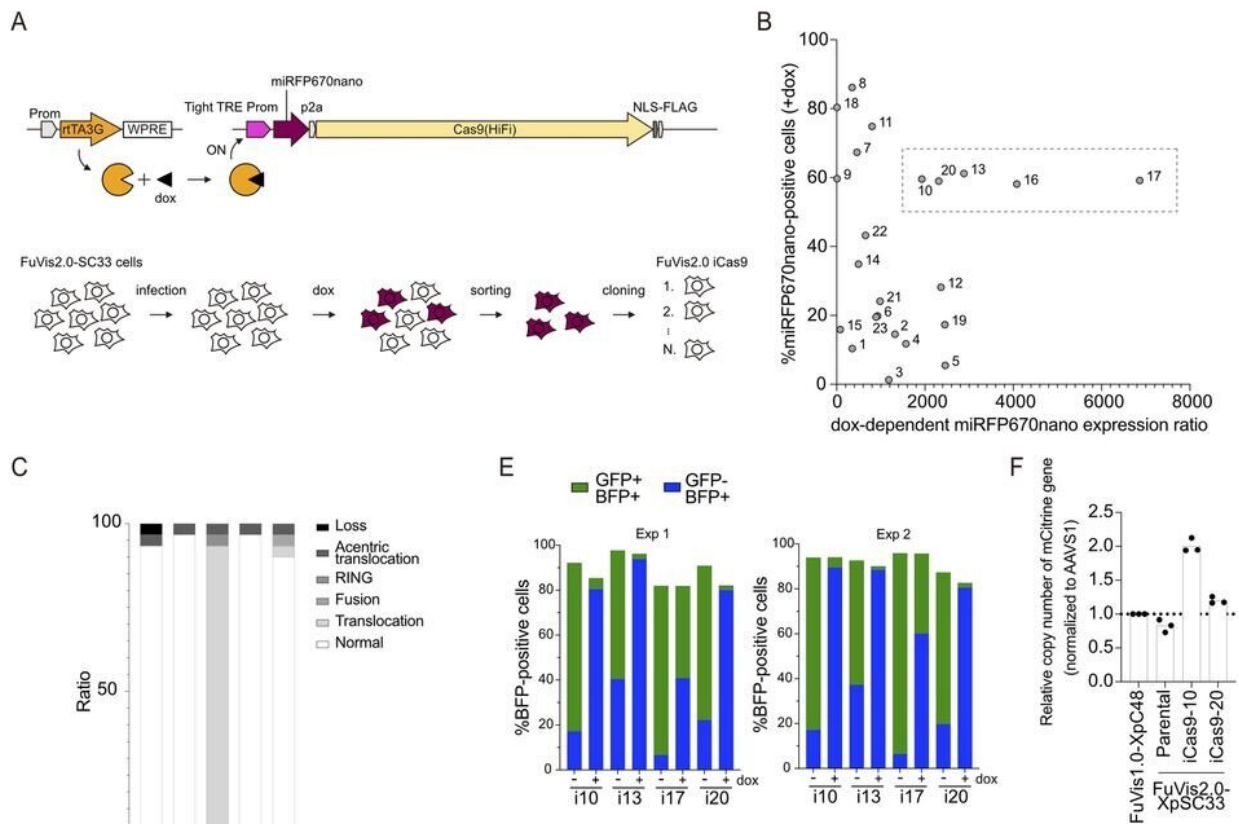 A
miRFP670nano
Prom
Tight TRE Prom
p2a
NLS-FLAG
rtTA3G
WPRE
Cas9(HiFi)
ON
+
dox
FuVis2.0-SC33 cells
infection
dox
sorting
cloning
FuVis2.0 iCas9
1.
2.
N.
B
%miRFP670nano-positive cells (+dox)
100
80
60
40
20
0
8
18
11
7
9
10
20
13
16
17
22
14
12
21
6
23
2
19
15
1
4
3
5
0
2000
4000
6000
8000
dox-dependent miRFP670nano expression ratio
C
Ratio
100
50
Loss
Acentric
translocation
RING
Fusion
Translocation
Normal
E
GFP+
BFP+
GFP-
BFP+
Exp 1
%BFP-positive cells
100
80
60
40
20
0
- + - + - + - + dox
i10 i13 i17 i20
Exp 2
%BFP-positive cells
100
80
60
40
20
0
- + - + - + - + dox
i10 i13 i17 i20
F
Relative copy number of mCitrine gene
(normalized to AAVS1)
2.5
2.0
1.5
1.0
0.5
0.0
FuVis1.0-XpC48
Parental
iCas9-10
iCas9-20
FuVis2.0-
XpSC33